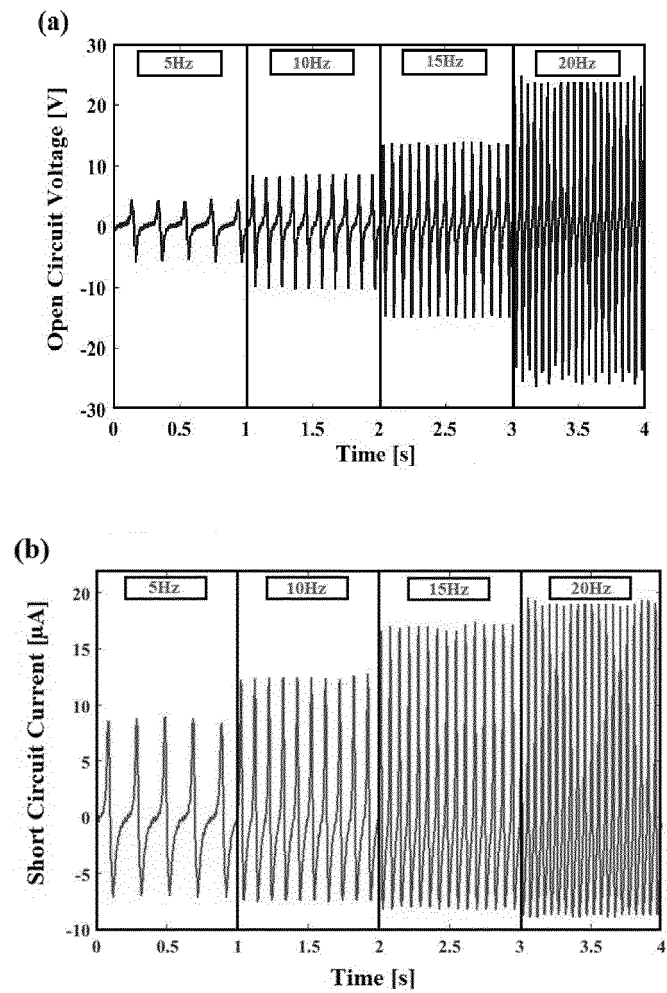 (a)
Open Circuit Voltage [V]
30
20
10
0
-10
-20
-30
5Hz
10Hz
15Hz
20Hz
0
0.5
1
1.5
2
2.5
3
3.5
4
Time [s]
(b)
Short Circuit Current [µA]
20
15
10
5
0
-5
-10
5Hz
10Hz
15Hz
20Hz
0
0.5
1
1.5
2
2.5
3
3.5
4
Time [s]